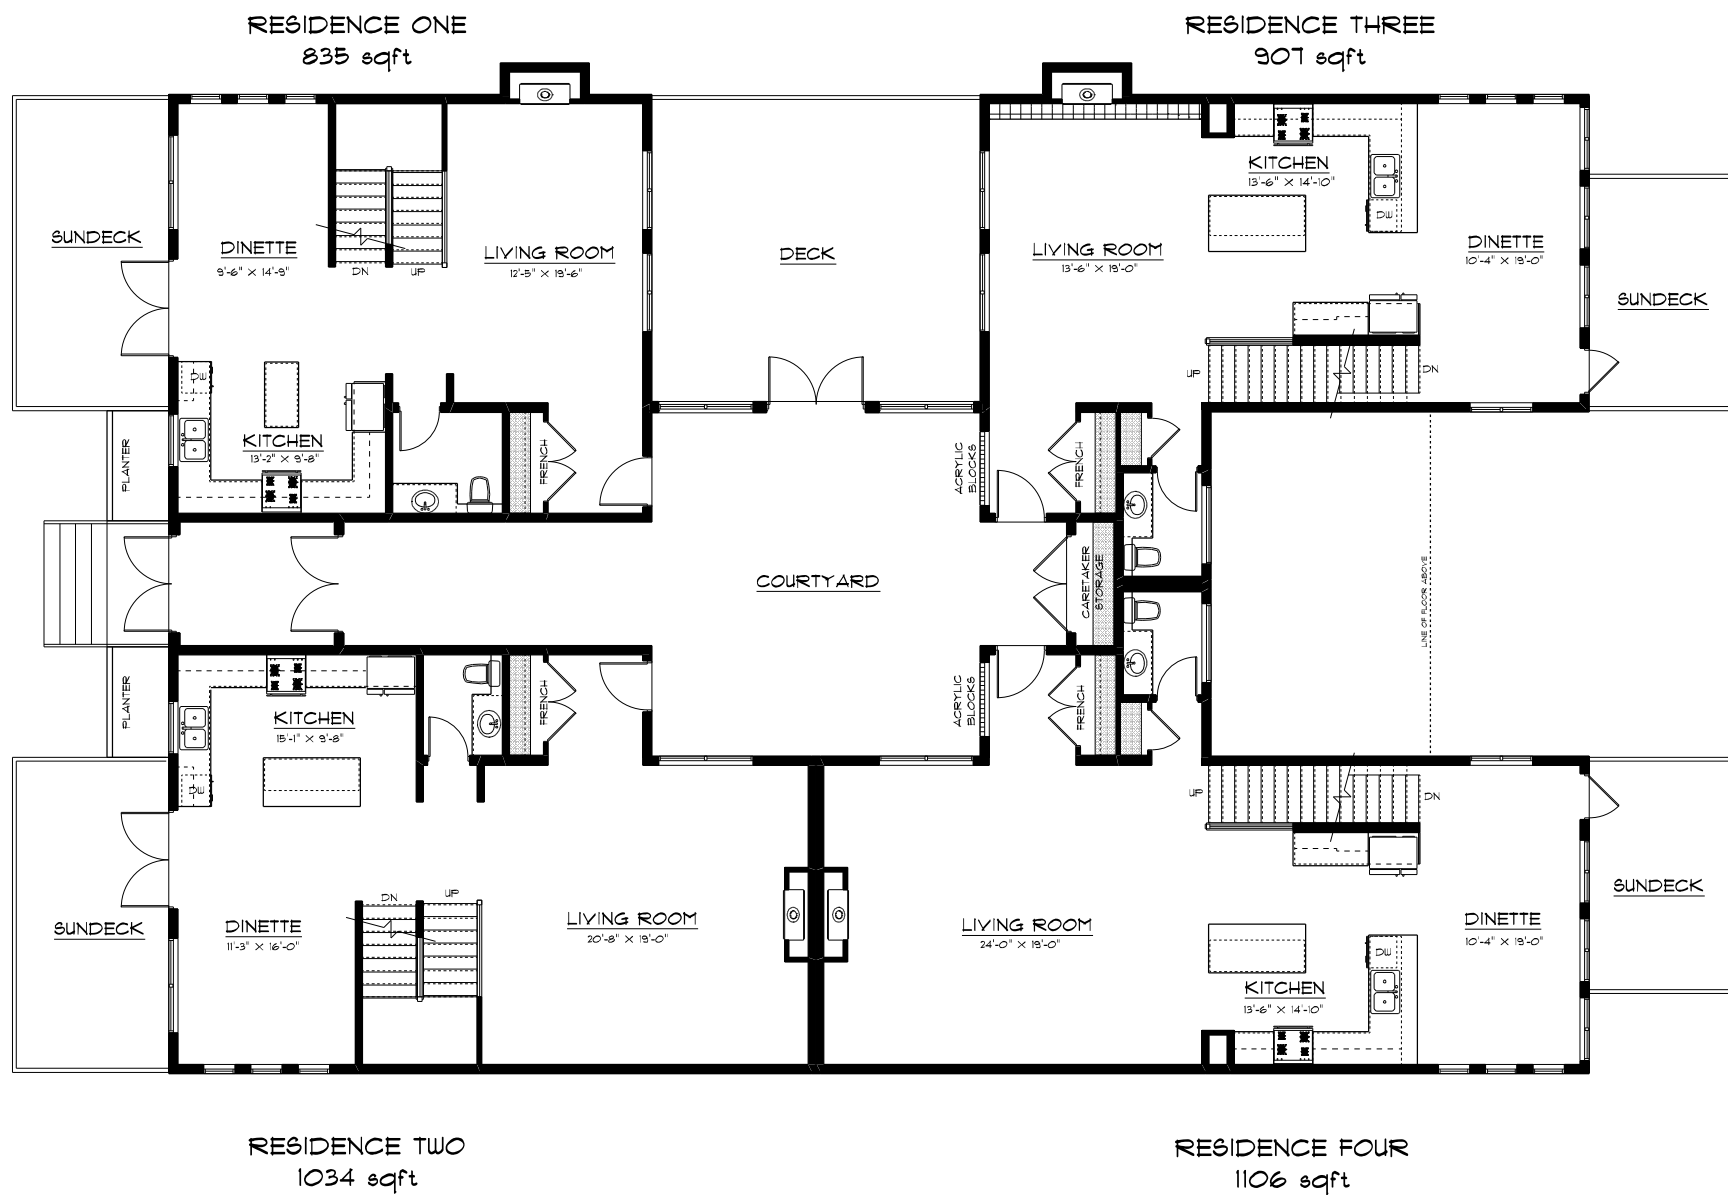 RESIDENCE ONE
835 sqft
RESIDENCE THREE
907 sqft
SUNDECK
DINETTE
9'-6" X 14'-9"
DN
UP
LIVING ROOM
12'-5" X 19'-6"
DECK
LIVING ROOM
13'-6" X 19'-0"
KITCHEN
13'-6" X 14'-10"
DW
DINETTE
10'-4" X 19'-0"
SUNDECK
UP
DN
DW
KITCHEN
13'-2" X 9'-8"
PLANTER
FRENCH
ACRYLIC
BLOCKS
FRENCH
COURTYARD
CARETAKER
STORAGE
LINE OF FLOOR ABOVE
PLANTER
KITCHEN
15'-1" X 9'-8"
DW
FRENCH
ACRYLIC
BLOCKS
FRENCH
UP
DN
SUNDECK
DINETTE
11'-3" X 16'-0"
DN
UP
LIVING ROOM
20'-8" X 19'-0"
LIVING ROOM
24'-0" X 19'-0"
DW
KITCHEN
13'-6" X 14'-10"
DINETTE
10'-4" X 19'-0"
SUNDECK
RESIDENCE TWO
1034 sqft
RESIDENCE FOUR
1106 sqft